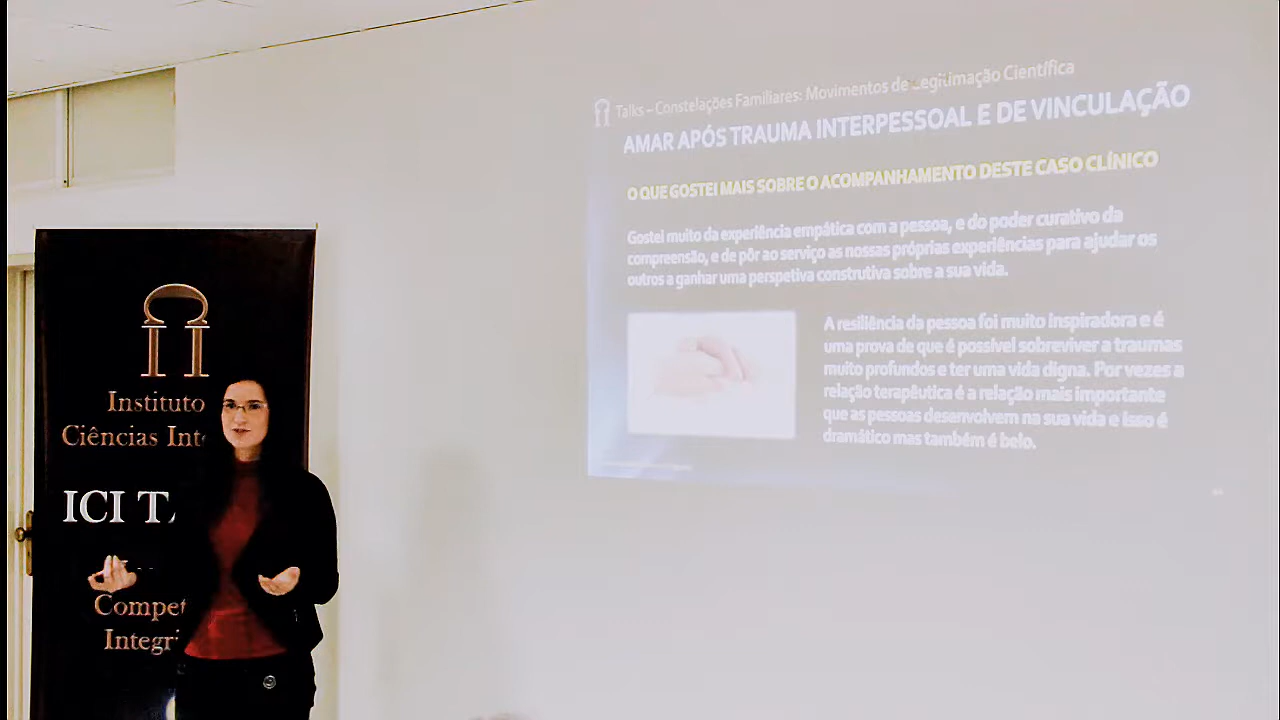 Talks – Constelações Familiares: Movimentos de Legitimação Científica
AMAR APÓS TRAUMA INTERPESSOAL E DE VINCULAÇÃO
O QUE GOSTEI MAIS SOBRE O ACOMPANHAMENTO DESTE CASO CLÍNICO
Gostei muito da experiência empática com a pessoa, e do poder curativo da
compreensão, e de pôr ao serviço as nossas próprias experiências para ajudar os
outros a ganhar uma perspetiva construtiva sobre a sua vida.
A resiliência da pessoa foi muito inspiradora e é
uma prova de que é possível sobreviver a traumas
muito profundos e ter uma vida digna. Por vezes a
relação terapêutica é a relação mais importante
que as pessoas desenvolvem na sua vida e isso é
dramático mas também é belo.
Instituto
Ciências Int
ICI T
Compet
Integri